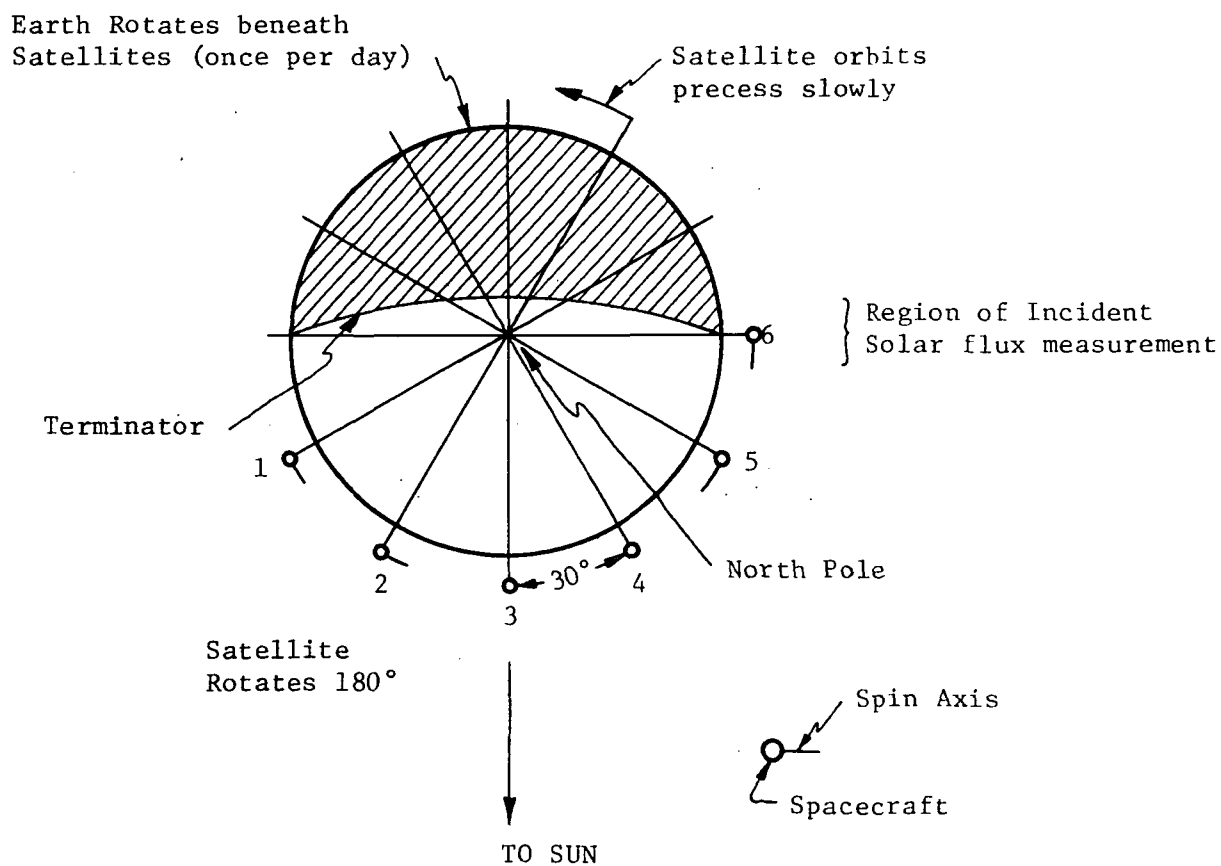 Earth Rotates beneath
Satellites (once per day)
Satellite orbits
precess slowly
6
Region of Incident
Solar flux measurement
Terminator
1
5
2
30°
4
North Pole
3
Satellite
Rotates 180°
Spin Axis
Spacecraft
TO SUN